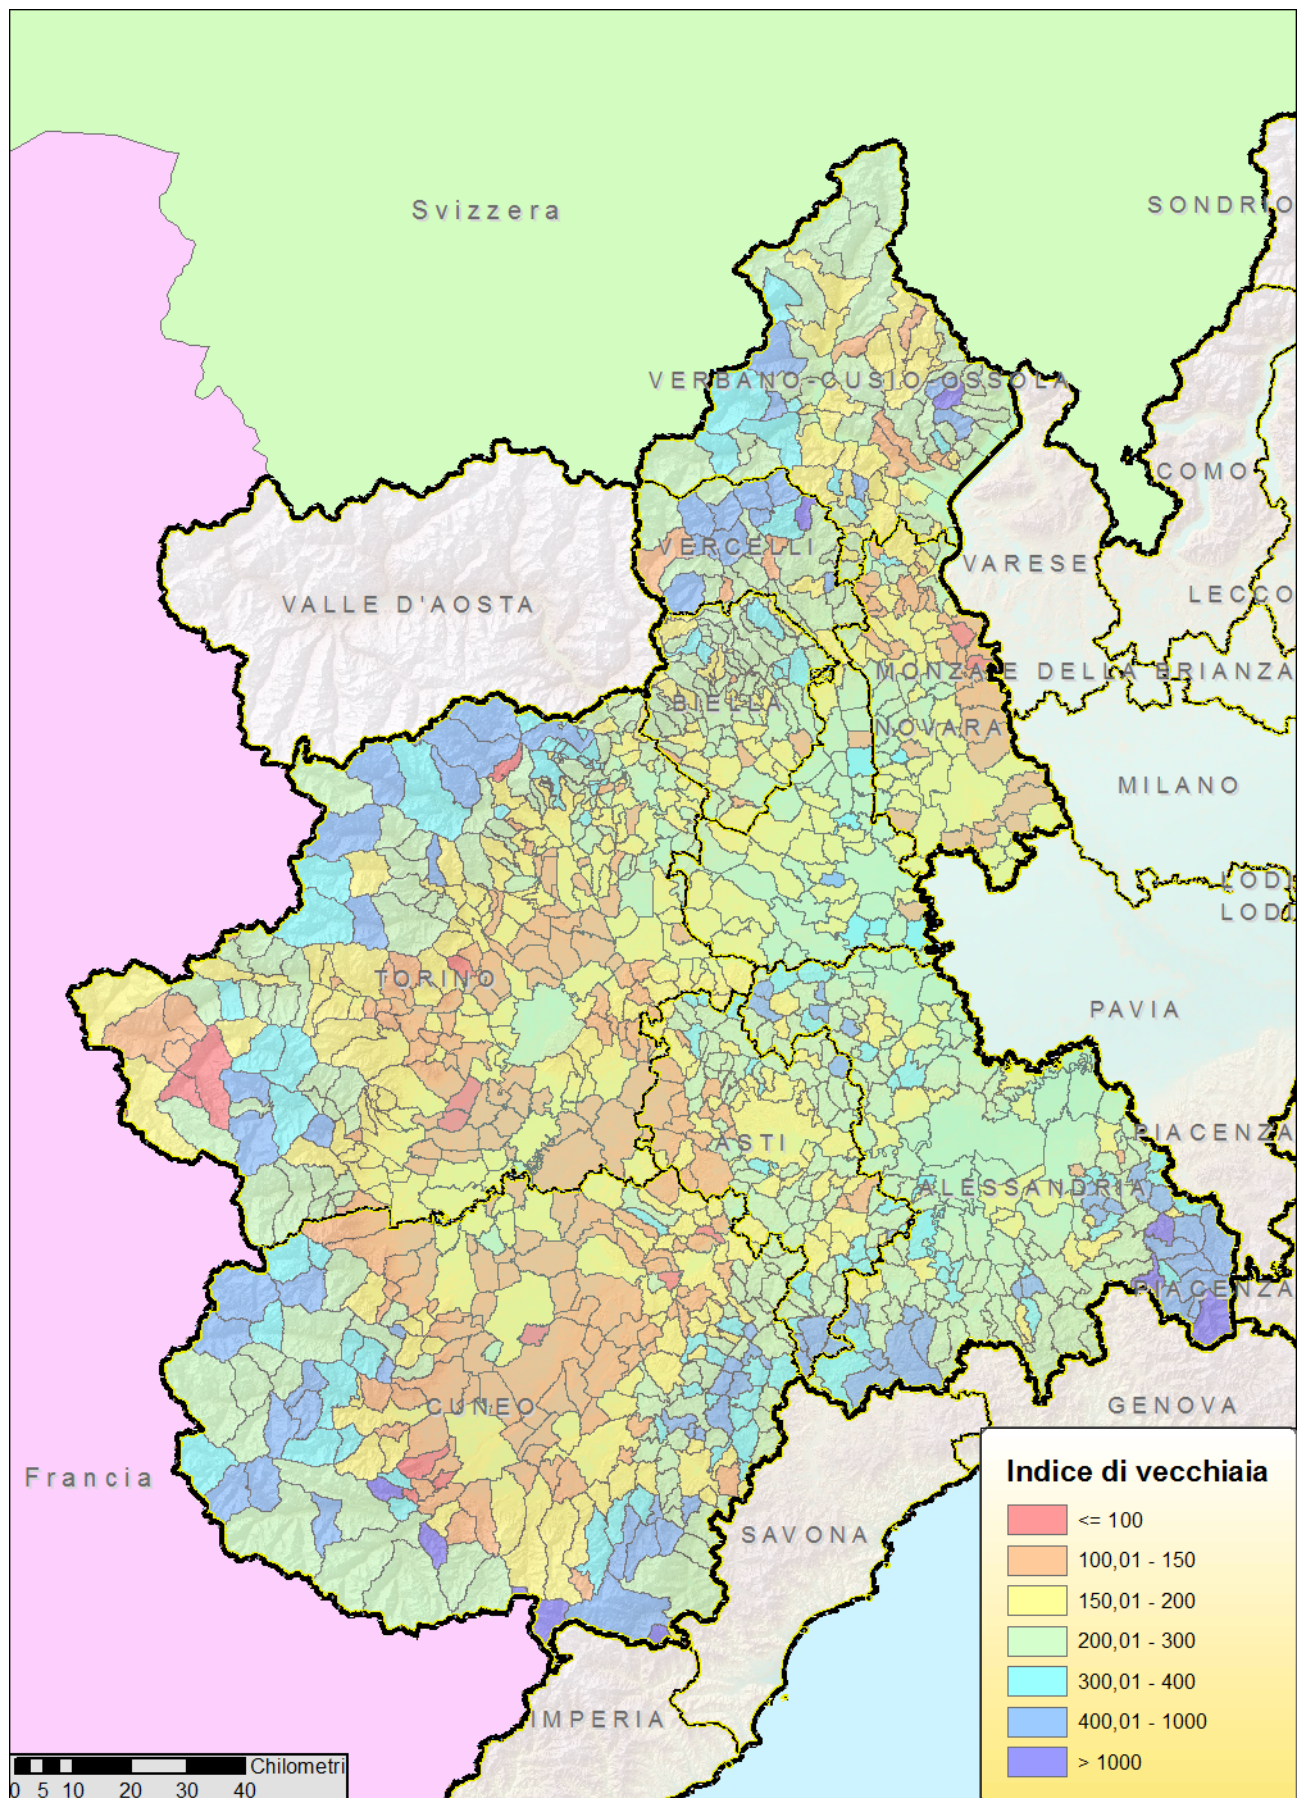 Svizzera
SONDRIO
VERBANO-CUSIO-OSSOLA
COMO
VERCELLI
VARESE
LECCO
VALLE D'AOSTA
MONZA E DELLA BRIANZA
BIELLA
NOVARA
MILANO
LODI
LODI
TORINO
PAVIA
ASTI
PIACENZA
ALESSANDRIA
PIACENZA
CUNEO
GENOVA
Francia
SAVONA
IMPERIA
Indice di vecchiaia
<= 100
100,01 - 150
150,01 - 200
200,01 - 300
300,01 - 400
400,01 - 1000
> 1000
Chilometri
0 5 10 20 30 40